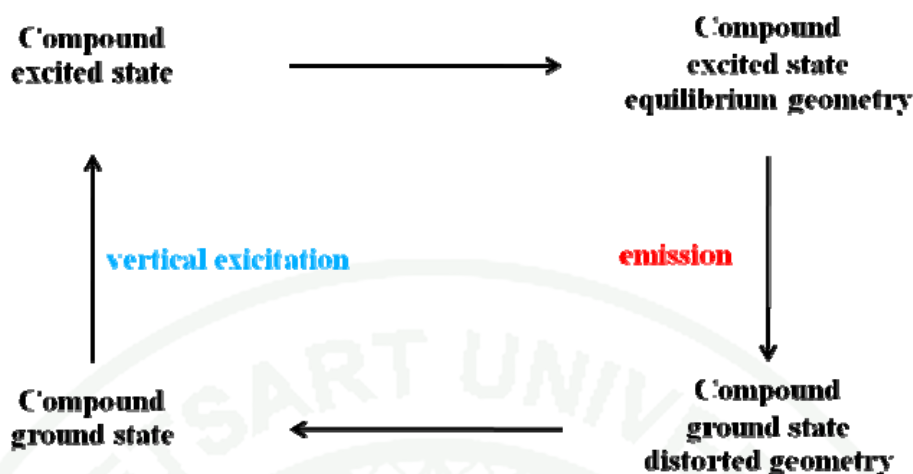 Compound
excited state
Compound
excited state
equilibrium geometry
vertical exicitation
emission
Compound
ground state
Compound
ground state
distorted geometry